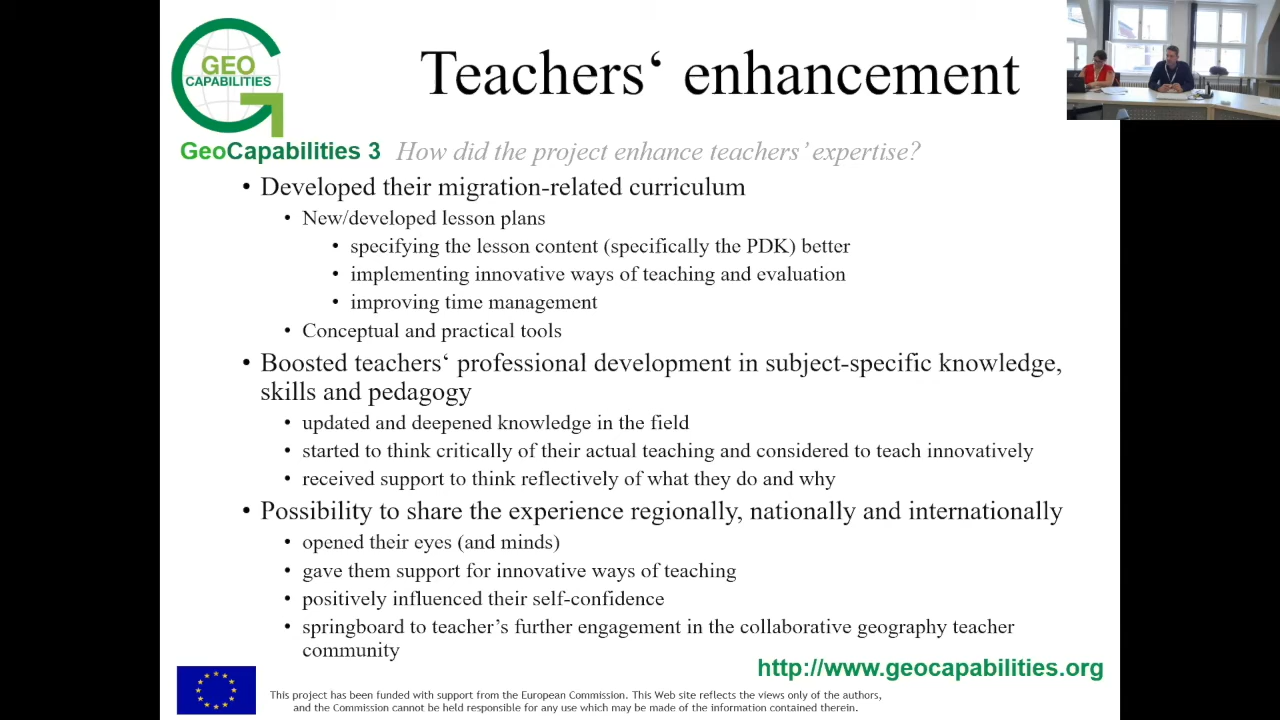 GEO
CAPABILITIES
Teachers‘ enhancement
GeoCapabilities 3
How did the project enhance teachers’ expertise?
• Developed their migration-related curriculum
• New/developed lesson plans
• specifying the lesson content (specifically the PDK) better
• implementing innovative ways of teaching and evaluation
• improving time management
• Conceptual and practical tools
• Boosted teachers‘ professional development in subject-specific knowledge,
skills and pedagogy
• updated and deepened knowledge in the field
• started to think critically of their actual teaching and considered to teach innovatively
• received support to think reflectively of what they do and why
• Possibility to share the experience regionally, nationally and internationally
• opened their eyes (and minds)
• gave them support for innovative ways of teaching
• positively influenced their self-confidence
• springboard to teacher’s further engagement in the collaborative geography teacher
community
http://www.geocapabilities.org
This project has been funded with support from the European Commission. This Web site reflects the views only of the authors,
and the Commission cannot be held responsible for any use which may be made of the information contained therein.